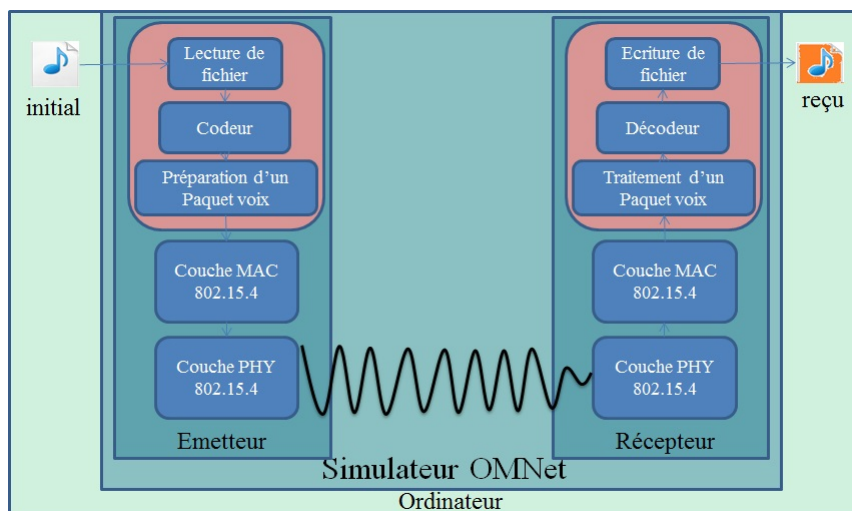 initial
Lecture de
fichier
Codeur
Préparation d'un
Paquet voix
Couche MAC
802.15.4
Couche PHY
802.15.4
Emetteur
Ecriture de
fichier
reçu
Décodeur
Traitement d'un
Paquet voix
Couche MAC
802.15.4
Couche PHY
802.15.4
Récepteur
Simulateur OMNet
Ordinateur